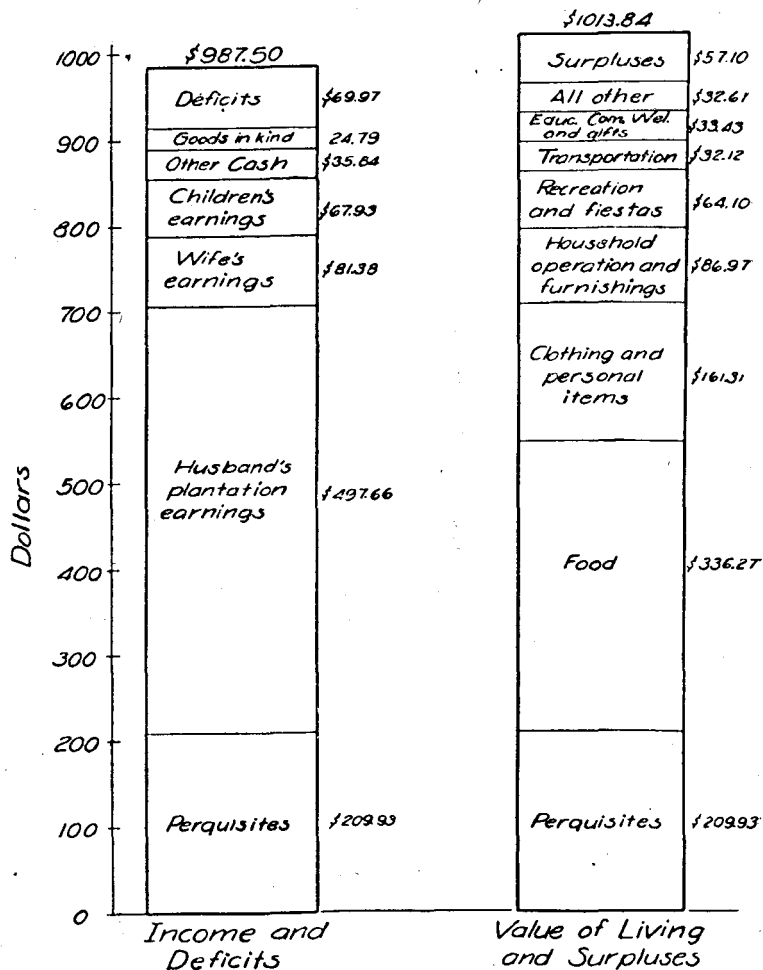 Dollars
1000
900
800
700
600
500
400
300
200
100
0
$987.50
Deficits $69.97
Goods in kind 24.79
Other Cash $35.84
Children's
earnings
$67.93
Wife's
earnings
$81.38
Husband's
plantation
earnings
$497.66
Perquisites $209.93
Income and
Deficits
$1013.84
Surpluses $57.10
All other $32.61
Educ. Com. Wel.
and gifts
$33.43
Transportation $32.12
Recreation
and fiestas
$64.10
Household
operation and
furnishings
$86.97
Clothing and
personal
items
$161.31
Food $336.27
Perquisites $209.93
Value of Living
and Surpluses